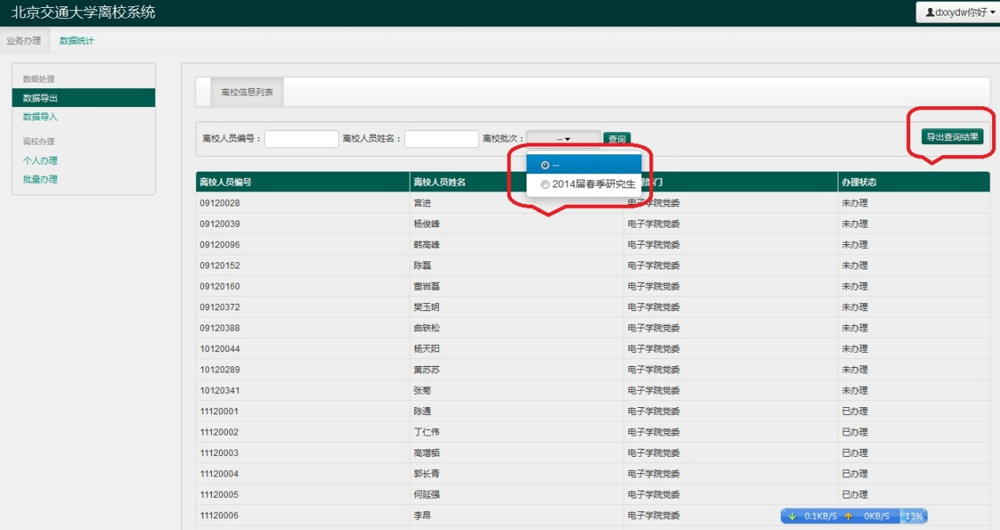 北京交通大学离校系统
dxxydw你好
业务办理 数据统计
数据处理
数据导出
数据导入
离校办理
个人办理
批量办理
离校信息列表
离校人员编号： 离校人员姓名： 离校批次： -- 查询 导出查询结果
--
2014届春季研究生
离校人员编号 离校人员姓名 理部门 办理状态
09120028 宫进 电子学院党委 未办理
09120039 杨俊峰 电子学院党委 未办理
09120096 韩高峰 电子学院党委 未办理
09120152 陈磊 电子学院党委 未办理
09120160 董岩磊 电子学院党委 未办理
09120372 樊玉明 电子学院党委 未办理
09120388 曲轶松 电子学院党委 未办理
10120044 杨天阳 电子学院党委 未办理
10120289 黄苏苏 电子学院党委 未办理
10120341 张菊 电子学院党委 未办理
11120001 陈通 电子学院党委 已办理
11120002 丁仁伟 电子学院党委 已办理
11120003 高增 电子学院党委 已办理
11120004 郭长青 电子学院党委 已办理
11120005 何延强 电子学院党委 已办理
11120006 李昂 电子学院党委
0.1KB/S 0KB/S 13%